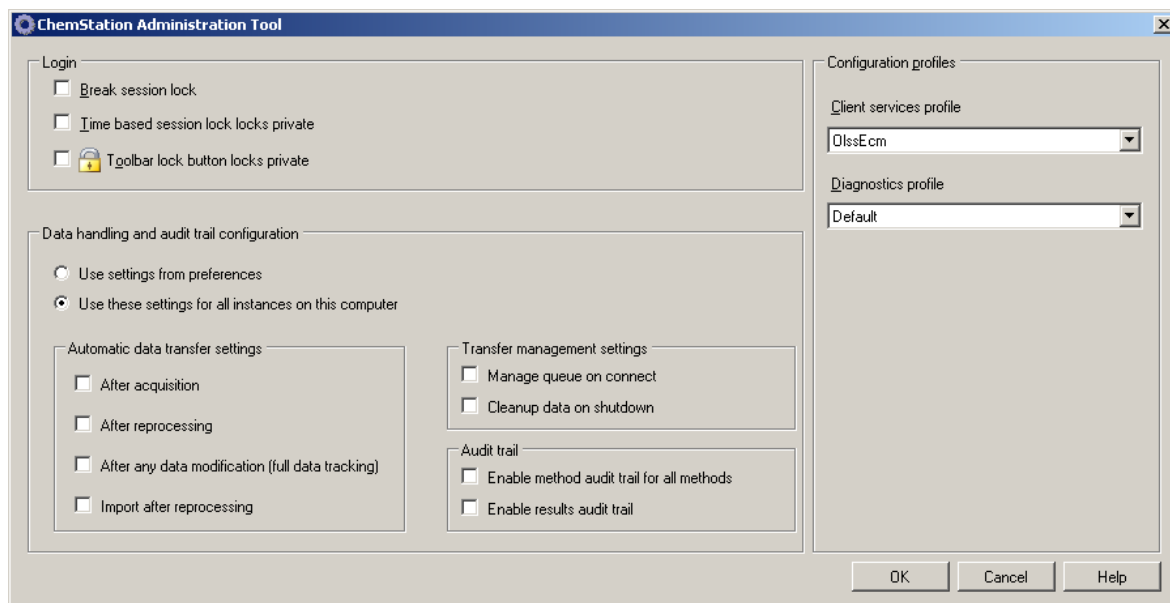 ChemStation Administration Tool
Login
Break session lock
Time based session lock locks private
Toolbar lock button locks private
Data handling and audit trail configuration
Use settings from preferences
Use these settings for all instances on this computer
Automatic data transfer settings
After acquisition
After reprocessing
After any data modification (full data tracking)
Import after reprocessing
Transfer management settings
Manage queue on connect
Cleanup data on shutdown
Audit trail
Enable method audit trail for all methods
Enable results audit trail
Configuration profiles
Client services profile
OlssEcm
Diagnostics profile
Default
OK
Cancel
Help